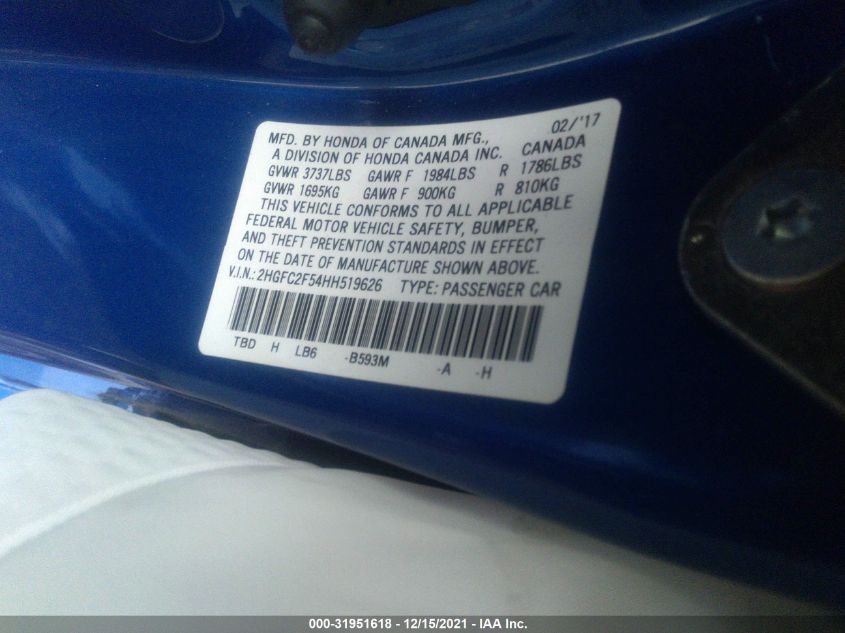 02/'17
MFD. BY HONDA OF CANADA MFG.,
A DIVISION OF HONDA CANADA INC. CANADA
GVWR 3737LBS GAWR F 1984LBS R 1786LBS
GVWR 1695KG GAWR F 900KG R 810KG
THIS VEHICLE CONFORMS TO ALL APPLICABLE
FEDERAL MOTOR VEHICLE SAFETY, BUMPER,
AND THEFT PREVENTION STANDARDS IN EFFECT
ON THE DATE OF MANUFACTURE SHOWN ABOVE.
V.I.N.:2HGFC2F54HH519626 TYPE: PASSENGER CAR
TBD H LB6 -B593M -A -H
000-31951618 - 12/15/2021 - IAA Inc.